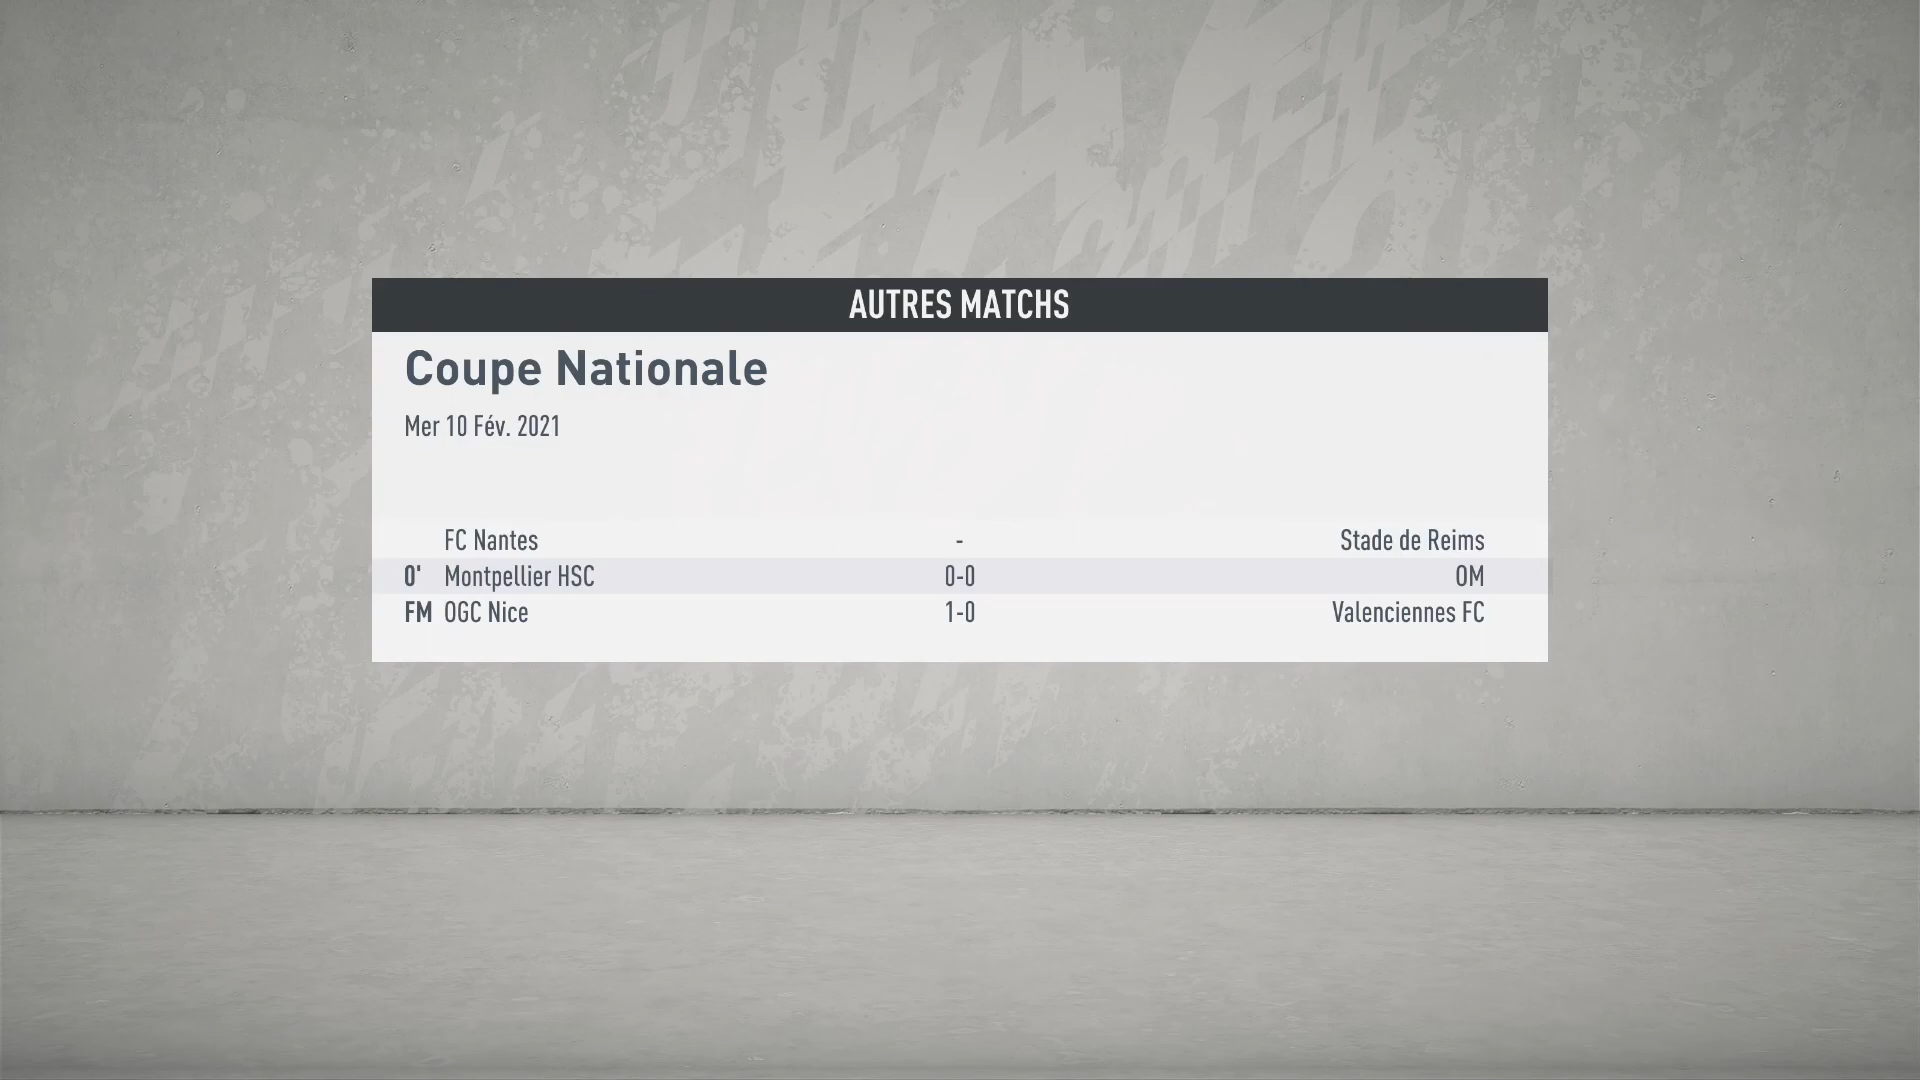 AUTRES MATCHS
Coupe Nationale
Mer 10 Fév. 2021
FC Nantes - Stade de Reims
0' Montpellier HSC 0-0 OM
FM OGC Nice 1-0 Valenciennes FC